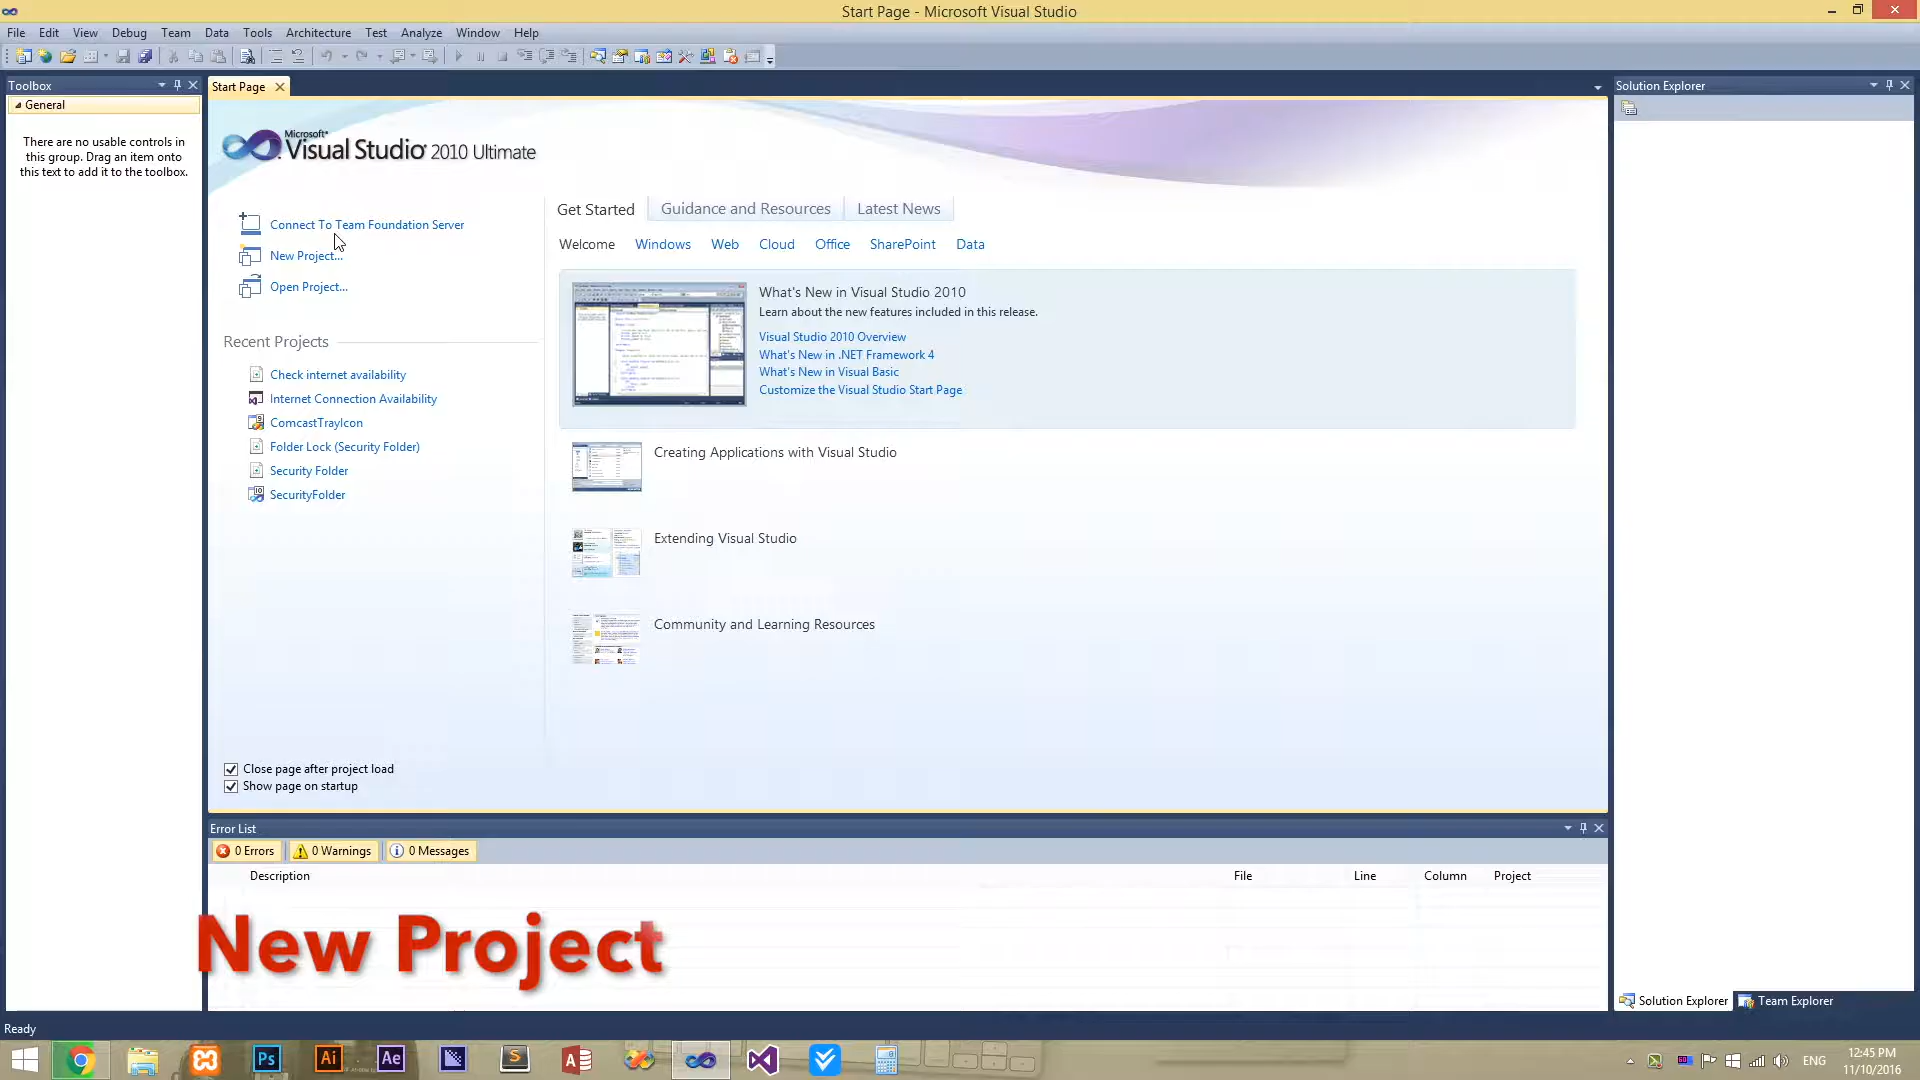 Start Page - Microsoft Visual Studio
File Edit View Debug Team Data Tools Architecture Test Analyze Window Help
Toolbox
General
There are no usable controls in
this group. Drag an item onto
this text to add it to the toolbox.
Start Page
Microsoft
Visual Studio 2010 Ultimate
Connect To Team Foundation Server
New Project...
Open Project...
Recent Projects
Check internet availability
Internet Connection Availability
ComcastTrayIcon
Folder Lock (Security Folder)
Security Folder
SecurityFolder
Close page after project load
Show page on startup
Get Started Guidance and Resources Latest News
Welcome Windows Web Cloud Office SharePoint Data
What's New in Visual Studio 2010
Learn about the new features included in this release.
Visual Studio 2010 Overview
What's New in .NET Framework 4
What's New in Visual Basic
Customize the Visual Studio Start Page
Creating Applications with Visual Studio
Extending Visual Studio
Community and Learning Resources
Solution Explorer
Error List
0 Errors 0 Warnings 0 Messages
Description File Line Column Project
New Project
Solution Explorer Team Explorer
Ready
Ps Ai Ae S A
ENG
12:45 PM
11/10/2016